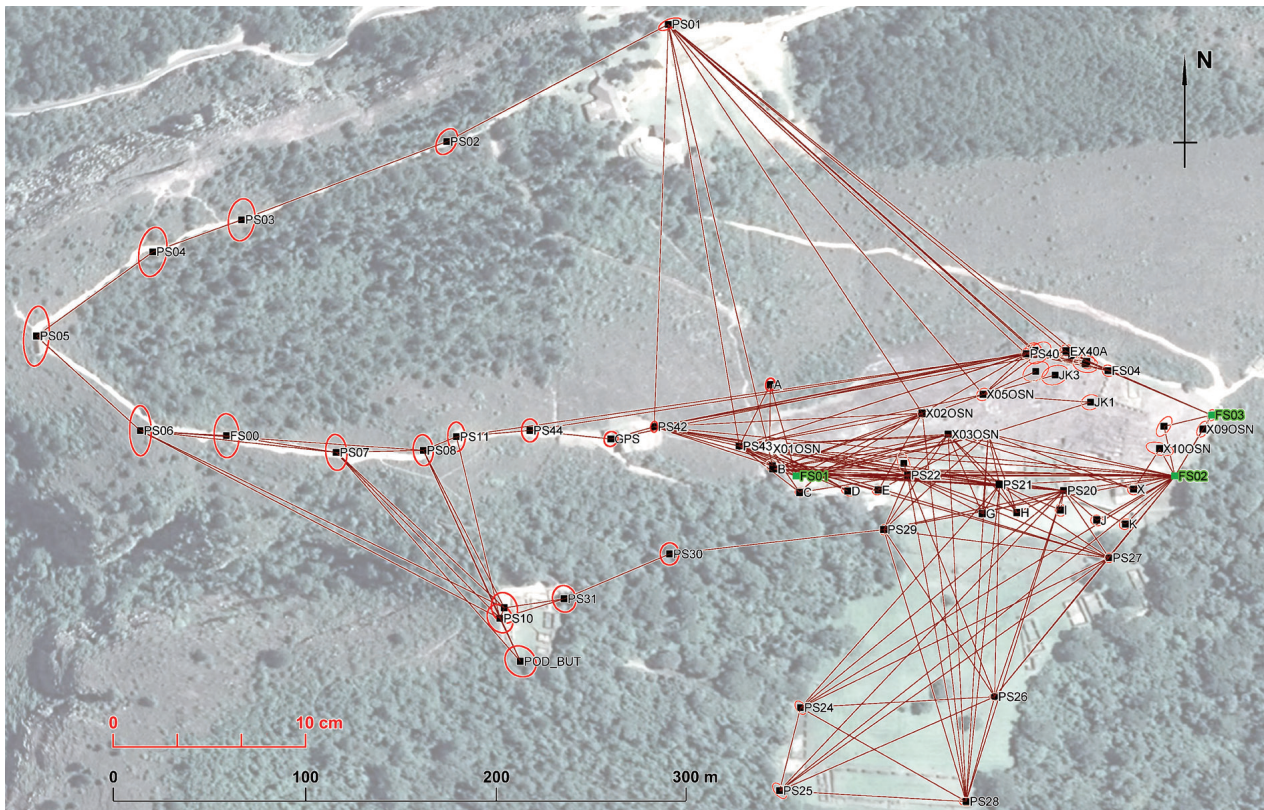 PS01
N
PS02
PS03
PS04
PS05
PS40
EX40A
FS04
JK3
A
X05OSN
JK1
X02OSN
FS03
PS06
FS00
PS11
PS44
GPS
PS42
X03OSN
X09OSN
PS07
PS08
PS43
X01OSN
X10OSN
B
FS01
PS22
FS02
C
D
E
PS21
PS20
X
G
H
I
J
K
PS29
PS30
PS27
PS31
PS10
POD_BUT
PS26
PS24
0 10 cm
PS25
PS28
0 100 200 300 m